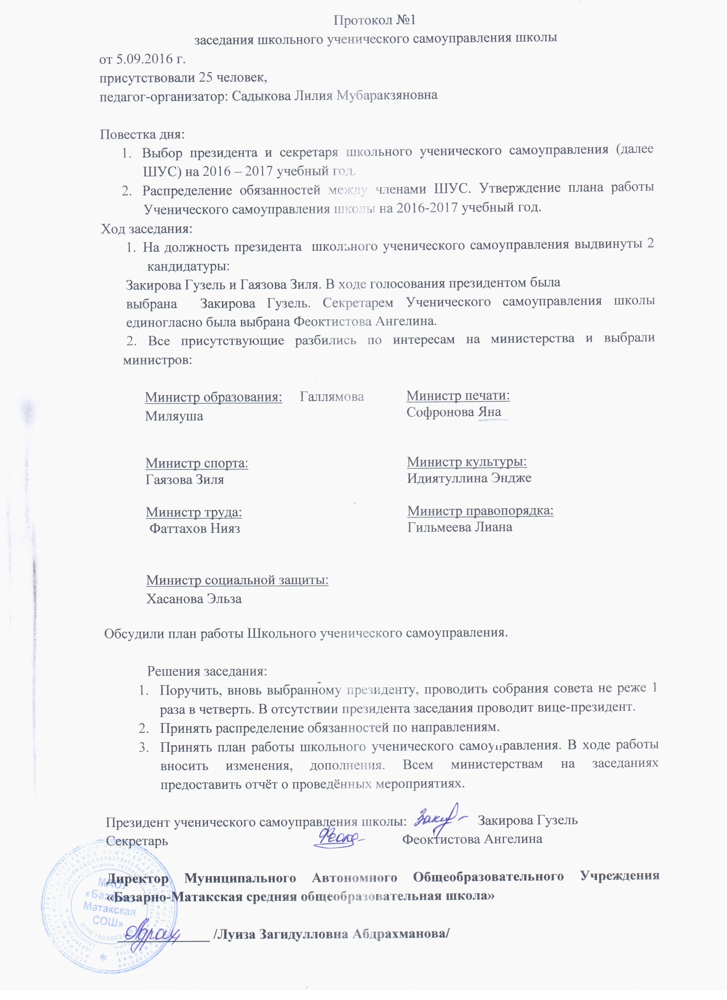 Протокол №1
заседания школьного ученического самоуправления школы
от 5.09.2016 г.
присутствовали 25 человек,
педагог-организатор: Садыкова Лилия Мубаракзяновна
Повестка дня:
1. Выбор президента и секретаря школьного ученического самоуправления (далее
ШУС) на 2016 – 2017 учебный год.
2. Распределение обязанностей между членами ШУС. Утверждение плана работы
Ученического самоуправления школы на 2016-2017 учебный год.
Ход заседания:
1. На должность президента школьного ученического самоуправления выдвинуты 2
кандидатуры:
Закирова Гузель и Гаязова Зиля. В ходе голосования президентом была
выбрана Закирова Гузель. Секретарем Ученического самоуправления школы
единогласно была выбрана Феоктистова Ангелина.
2. Все присутствующие разбились по интересам на министерства и выбрали
министров:
Министр образования: Галлямова
Миляуша
Министр печати:
Софронова Яна
Министр спорта:
Гаязова Зиля
Министр культуры:
Идиятуллина Эндже
Министр труда:
Фаттахов Нияз
Министр правопорядка:
Гильмеева Лиана
Министр социальной защиты:
Хасанова Эльза
Обсудили план работы Школьного ученического самоуправления.
Решения заседания:
1. Поручить, вновь выбранному президенту, проводить собрания совета не реже 1
раза в четверть. В отсутствии президента заседания проводит вице-президент.
2. Принять распределение обязанностей по направлениям.
3. Принять план работы школьного ученического самоуправления. В ходе работы
вносить изменения, дополнения. Всем министерствам на заседаниях
предоставить отчёт о проведённых мероприятиях.
Президент ученического самоуправления школы: Закирова Гузель
Секретарь Феоктистова Ангелина
Директор Муниципального Автономного Общеобразовательного Учреждения
«Базарно-Матакская средняя общеобразовательная школа»
/Луиза Загидулловна Абдрахманова/
МАОУ
«Базарно
Матакская
СОШ»